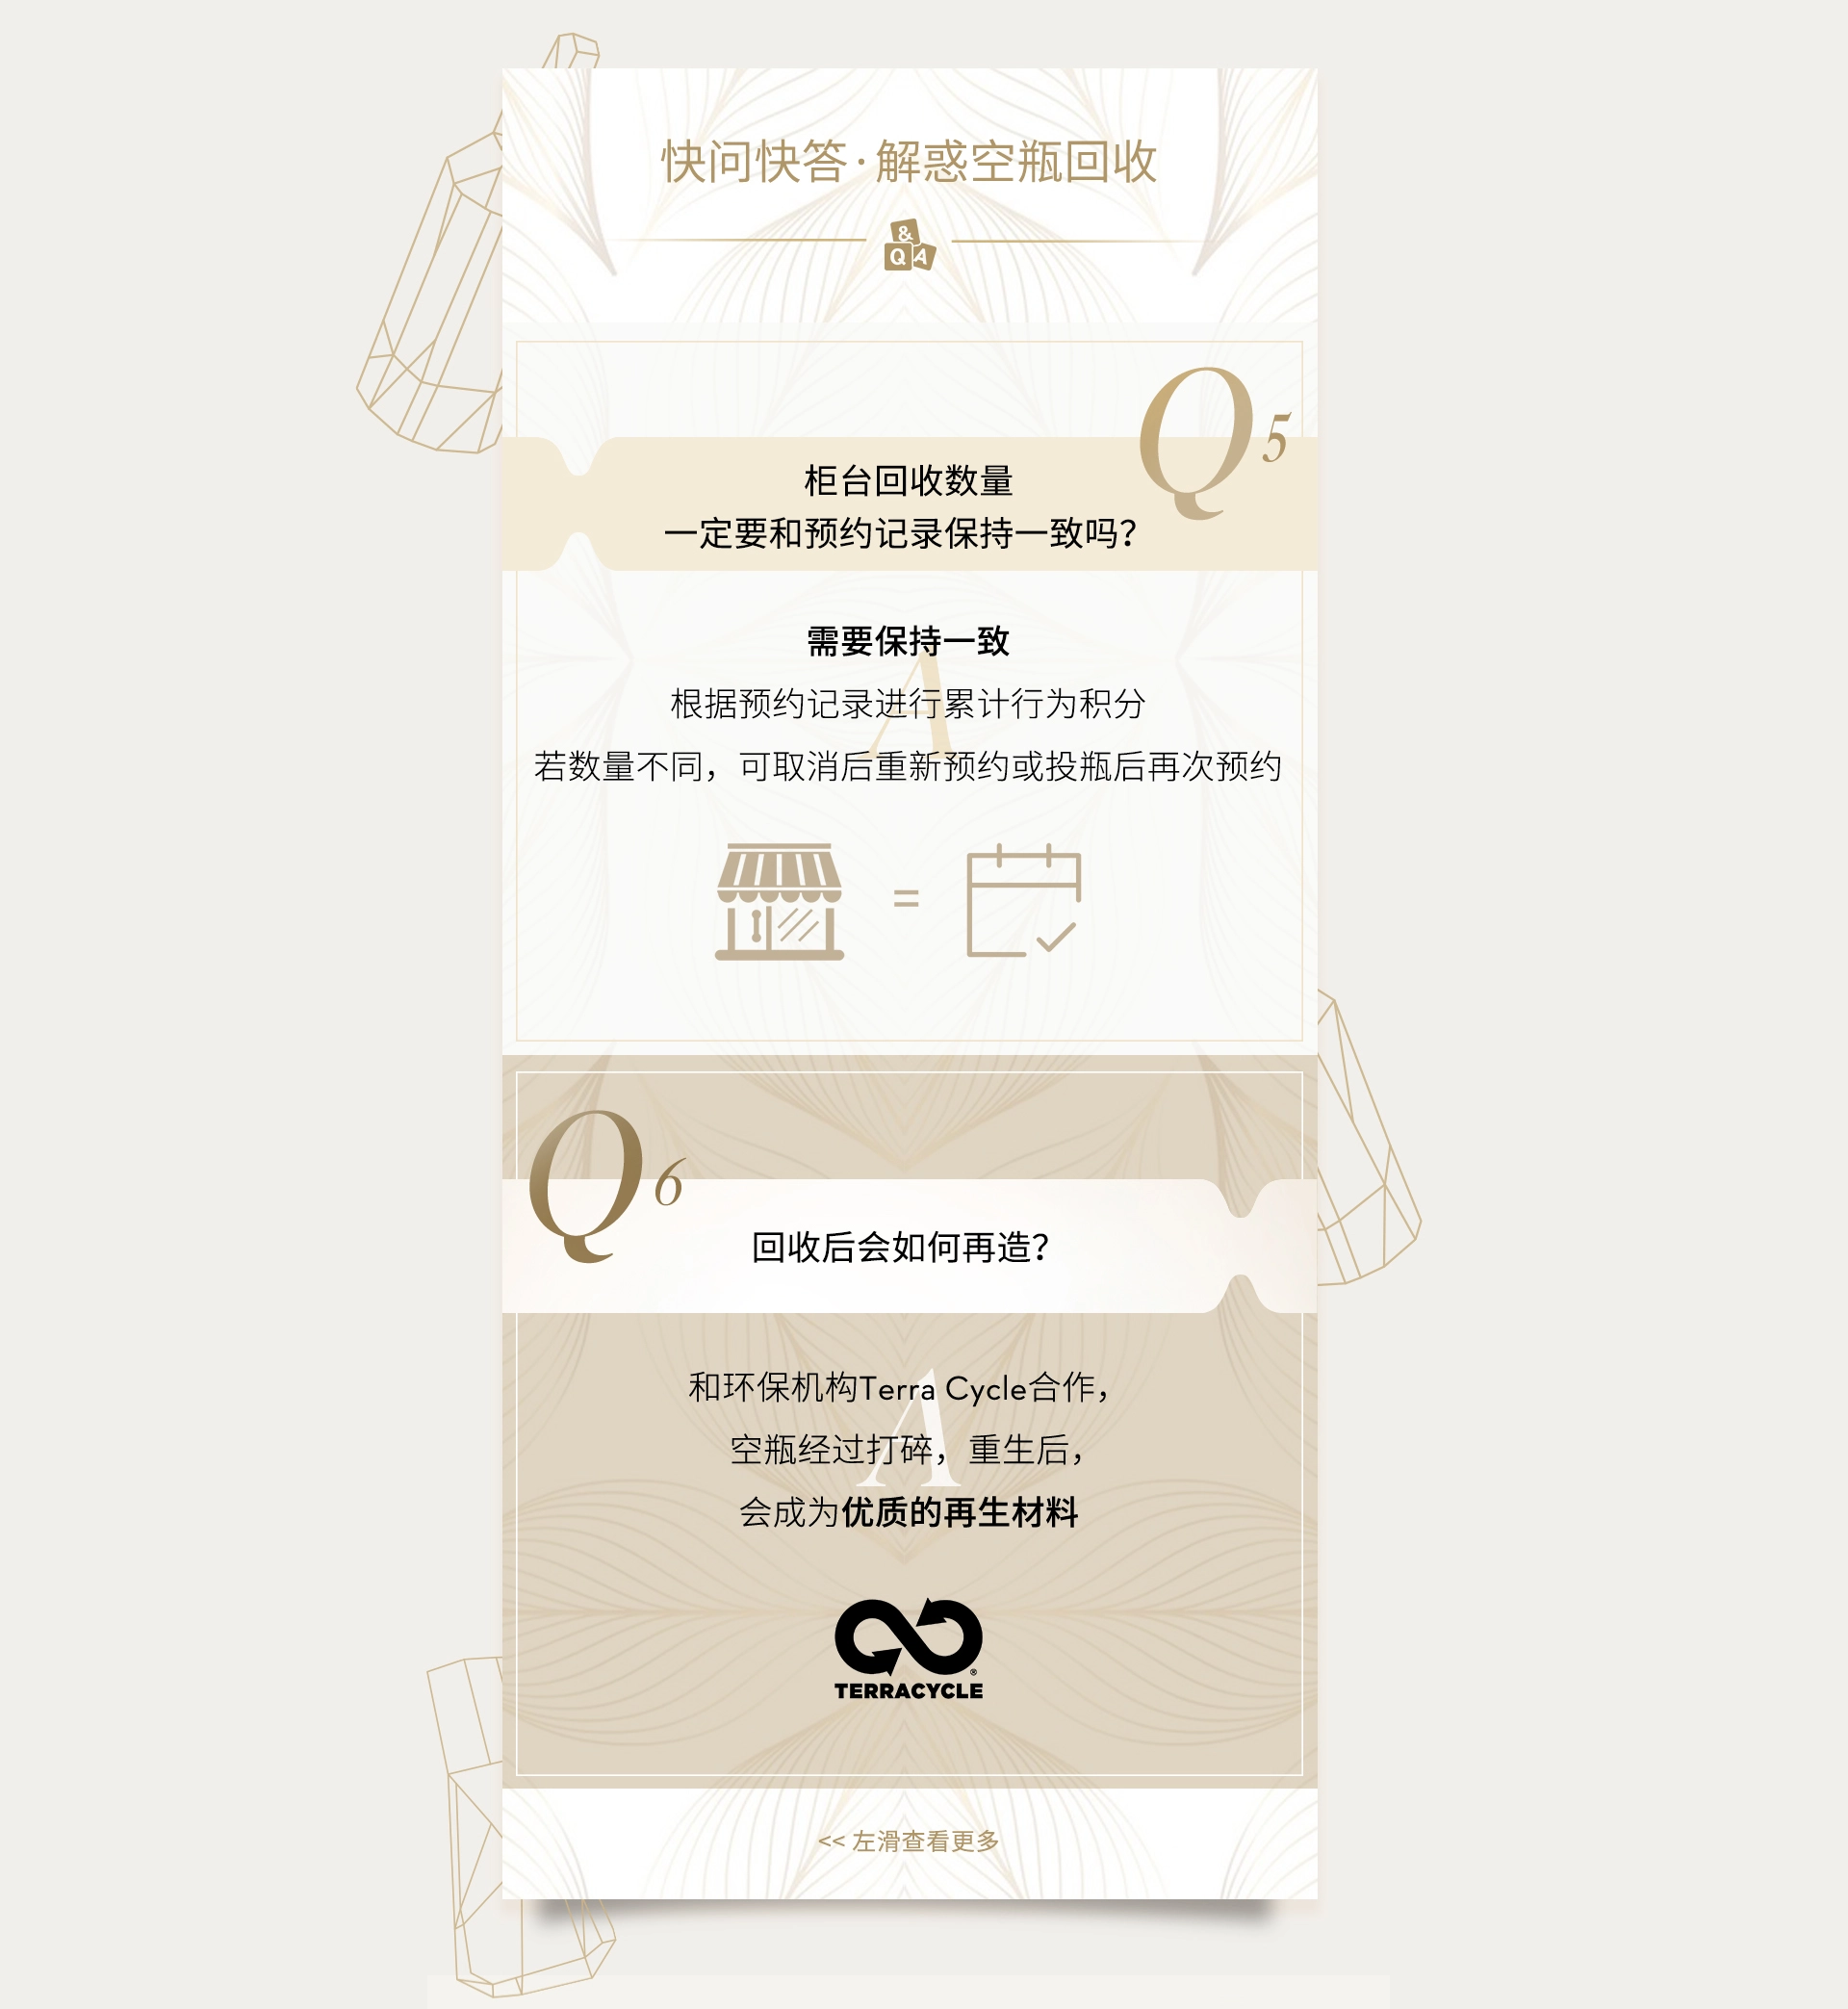 快问快答·解惑空瓶回收
&
Q A
Q5
柜台回收数量
一定要和预约记录保持一致吗？
A
需要保持一致
根据预约记录进行累计行为积分
若数量不同，可取消后重新预约或投瓶后再次预约
=
Q6
回收后会如何再造？
A
和环保机构Terra Cycle合作，
空瓶经过打碎，重生后，
会成为优质的再生材料
®
TERRACYCLE
<< 左滑查看更多